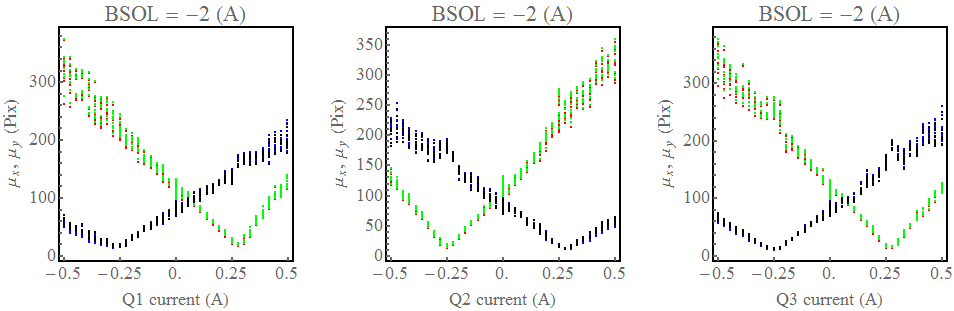 BSOL = −2 (A)
μx, μy (Pix)
300
200
100
0
−0.5 −0.25 0. 0.25 0.5
Q1 current (A)
BSOL = −2 (A)
μx, μy (Pix)
350
300
250
200
150
100
50
0
−0.5 −0.25 0. 0.25 0.5
Q2 current (A)
BSOL = −2 (A)
μx, μy (Pix)
300
200
100
0
−0.5 −0.25 0. 0.25 0.5
Q3 current (A)